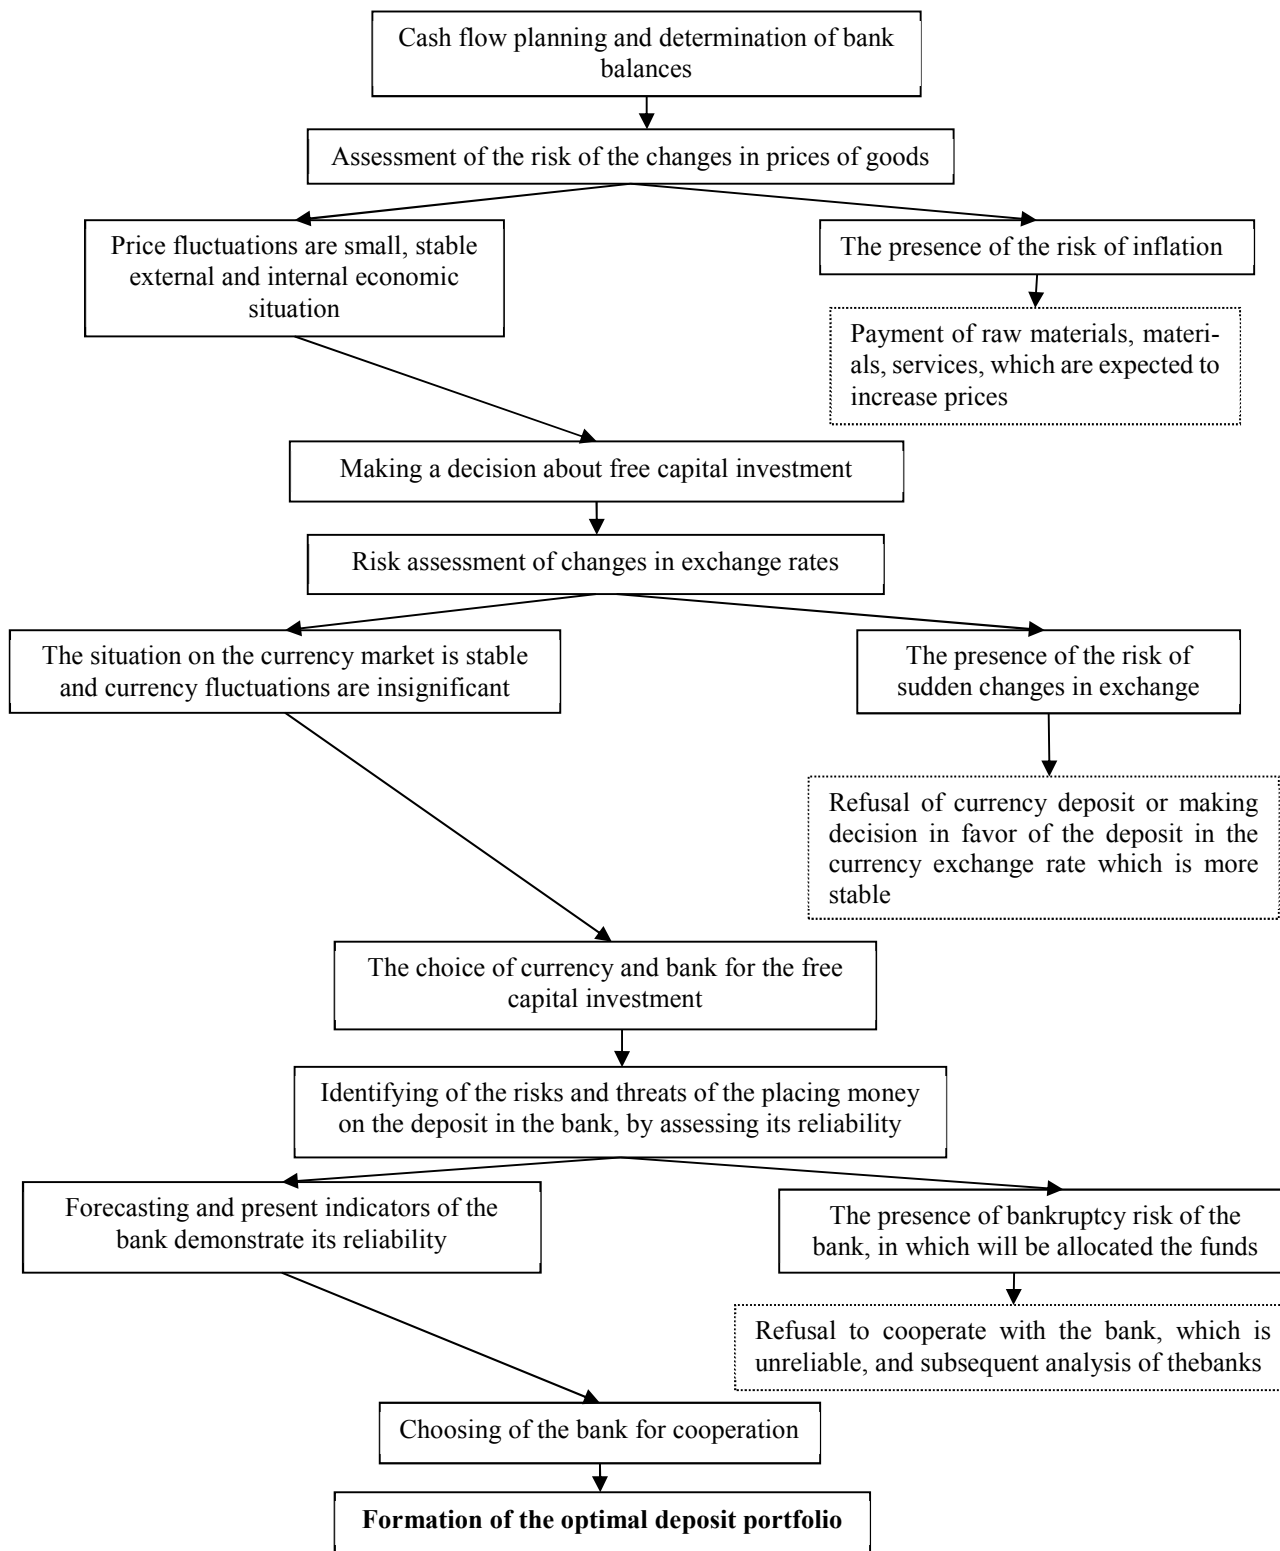 Cash flow planning and determination of bank
balances
Assessment of the risk of the changes in prices of goods
Price fluctuations are small, stable
external and internal economic
situation
The presence of the risk of inflation
Payment of raw materials, materi-
als, services, which are expected to
increase prices
Making a decision about free capital investment
Risk assessment of changes in exchange rates
The situation on the currency market is stable
and currency fluctuations are insignificant
The presence of the risk of
sudden changes in exchange
Refusal of currency deposit or making
decision in favor of the deposit in the
currency exchange rate which is more
stable
The choice of currency and bank for the free
capital investment
Identifying of the risks and threats of the placing money
on the deposit in the bank, by assessing its reliability
Forecasting and present indicators of the
bank demonstrate its reliability
The presence of bankruptcy risk of the
bank, in which will be allocated the funds
Refusal to cooperate with the bank, which is
unreliable, and subsequent analysis of thebanks
Choosing of the bank for cooperation
Formation of the optimal deposit portfolio